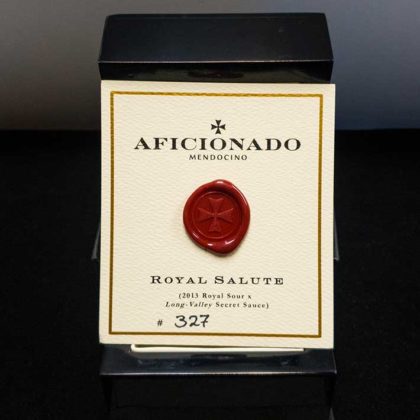 AFICIONADO
MENDOCINO
ROYAL SALUTE
(2013 Royal Sour x
Long-Valley Secret Sauce)
# 327